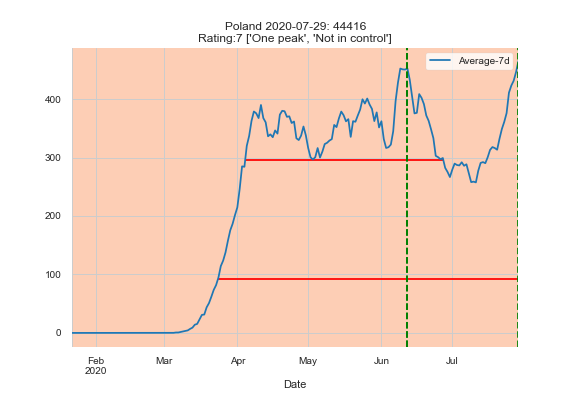 Poland 2020-07-29: 44416
Rating:7 ['One peak', 'Not in control']
Average-7d
400
300
200
100
0
Feb
2020
Mar
Apr
May
Jun
Jul
Date